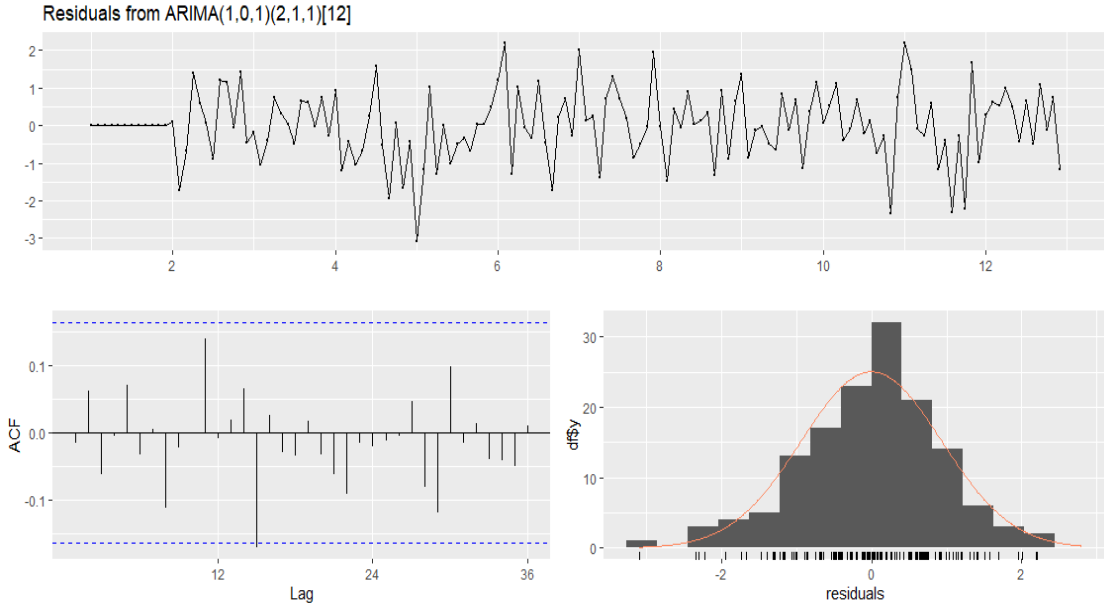 Residuals from ARIMA(1,0,1)(2,1,1)[12]
2
1
0
-1
-2
-3
2 4 6 8 10 12
ACF
0.1
0.0
-0.1
12 24 36
Lag
df$y
30
20
10
0
-2 0 2
residuals